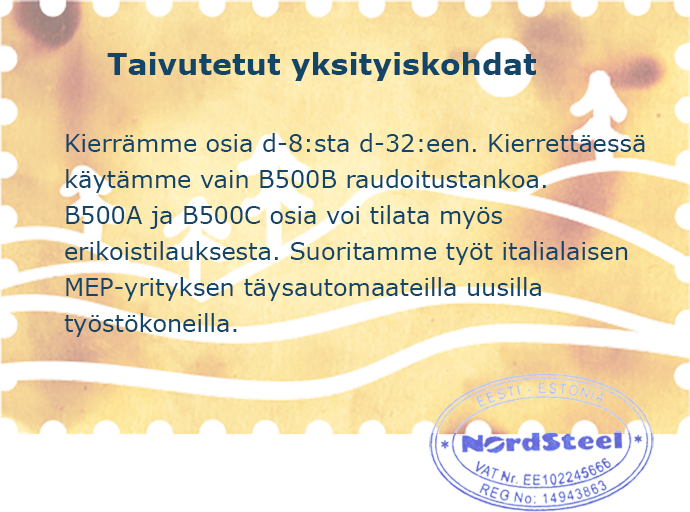 Taivutetut yksityiskohdat
Kierrämme osia d-8:sta d-32:een. Kierrettäessä
käytämme vain B500B raudoitustankoa.
B500A ja B500C osia voi tilata myös
erikoistilauksesta. Suoritamme työt italialaisen
MEP-yrityksen täysautomaateilla uusilla
työstökoneilla.
EESTI - ESTONIA
* NordSteel *
VAT Nr. EE102245666
REG No: 14943863